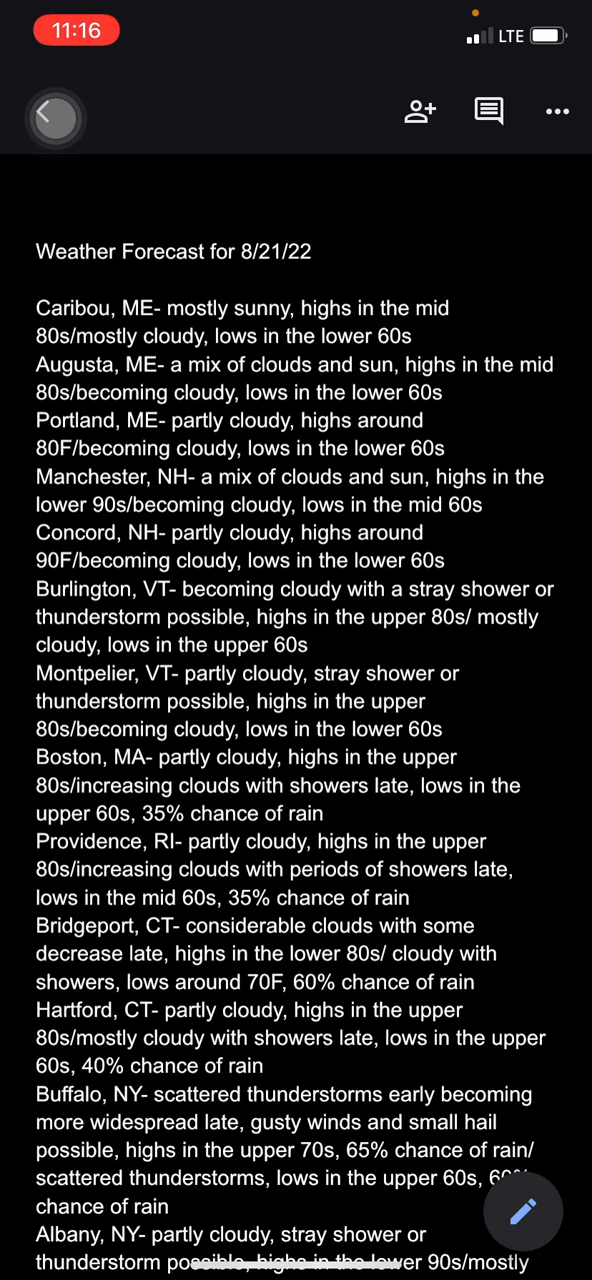 11:16
LTE
Weather Forecast for 8/21/22
Caribou, ME- mostly sunny, highs in the mid
80s/mostly cloudy, lows in the lower 60s
Augusta, ME- a mix of clouds and sun, highs in the mid
80s/becoming cloudy, lows in the lower 60s
Portland, ME- partly cloudy, highs around
80F/becoming cloudy, lows in the lower 60s
Manchester, NH- a mix of clouds and sun, highs in the
lower 90s/becoming cloudy, lows in the mid 60s
Concord, NH- partly cloudy, highs around
90F/becoming cloudy, lows in the lower 60s
Burlington, VT- becoming cloudy with a stray shower or
thunderstorm possible, highs in the upper 80s/ mostly
cloudy, lows in the upper 60s
Montpelier, VT- partly cloudy, stray shower or
thunderstorm possible, highs in the upper
80s/becoming cloudy, lows in the lower 60s
Boston, MA- partly cloudy, highs in the upper
80s/increasing clouds with showers late, lows in the
upper 60s, 35% chance of rain
Providence, RI- partly cloudy, highs in the upper
80s/increasing clouds with periods of showers late,
lows in the mid 60s, 35% chance of rain
Bridgeport, CT- considerable clouds with some
decrease late, highs in the lower 80s/ cloudy with
showers, lows around 70F, 60% chance of rain
Hartford, CT- partly cloudy, highs in the upper
80s/mostly cloudy with showers late, lows in the upper
60s, 40% chance of rain
Buffalo, NY- scattered thunderstorms early becoming
more widespread late, gusty winds and small hail
possible, highs in the upper 70s, 65% chance of rain/
scattered thunderstorms, lows in the upper 60s,
chance of rain
Albany, NY- partly cloudy, stray shower or
thunderstorm possible, highs in the lower 90s/mostly